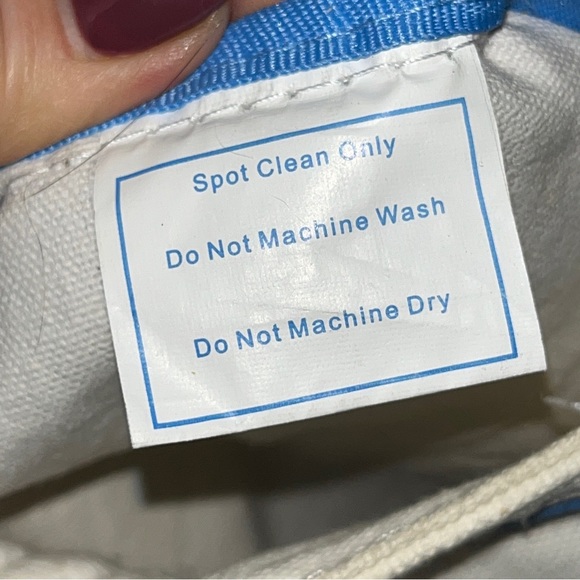 Spot Clean Only
Do Not Machine Wash
Do Not Machine Dry